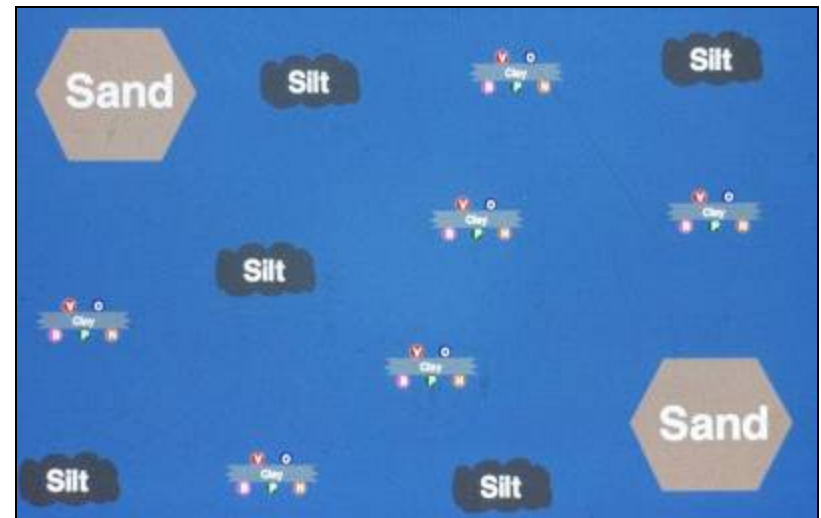 Sand
Silt
V O
Clay
B P N
Silt
V O
Clay
B P N
V O
Clay
B P N
Silt
V O
Clay
B P N
V O
Clay
B P N
Sand
Silt
V O
Clay
B P N
Silt